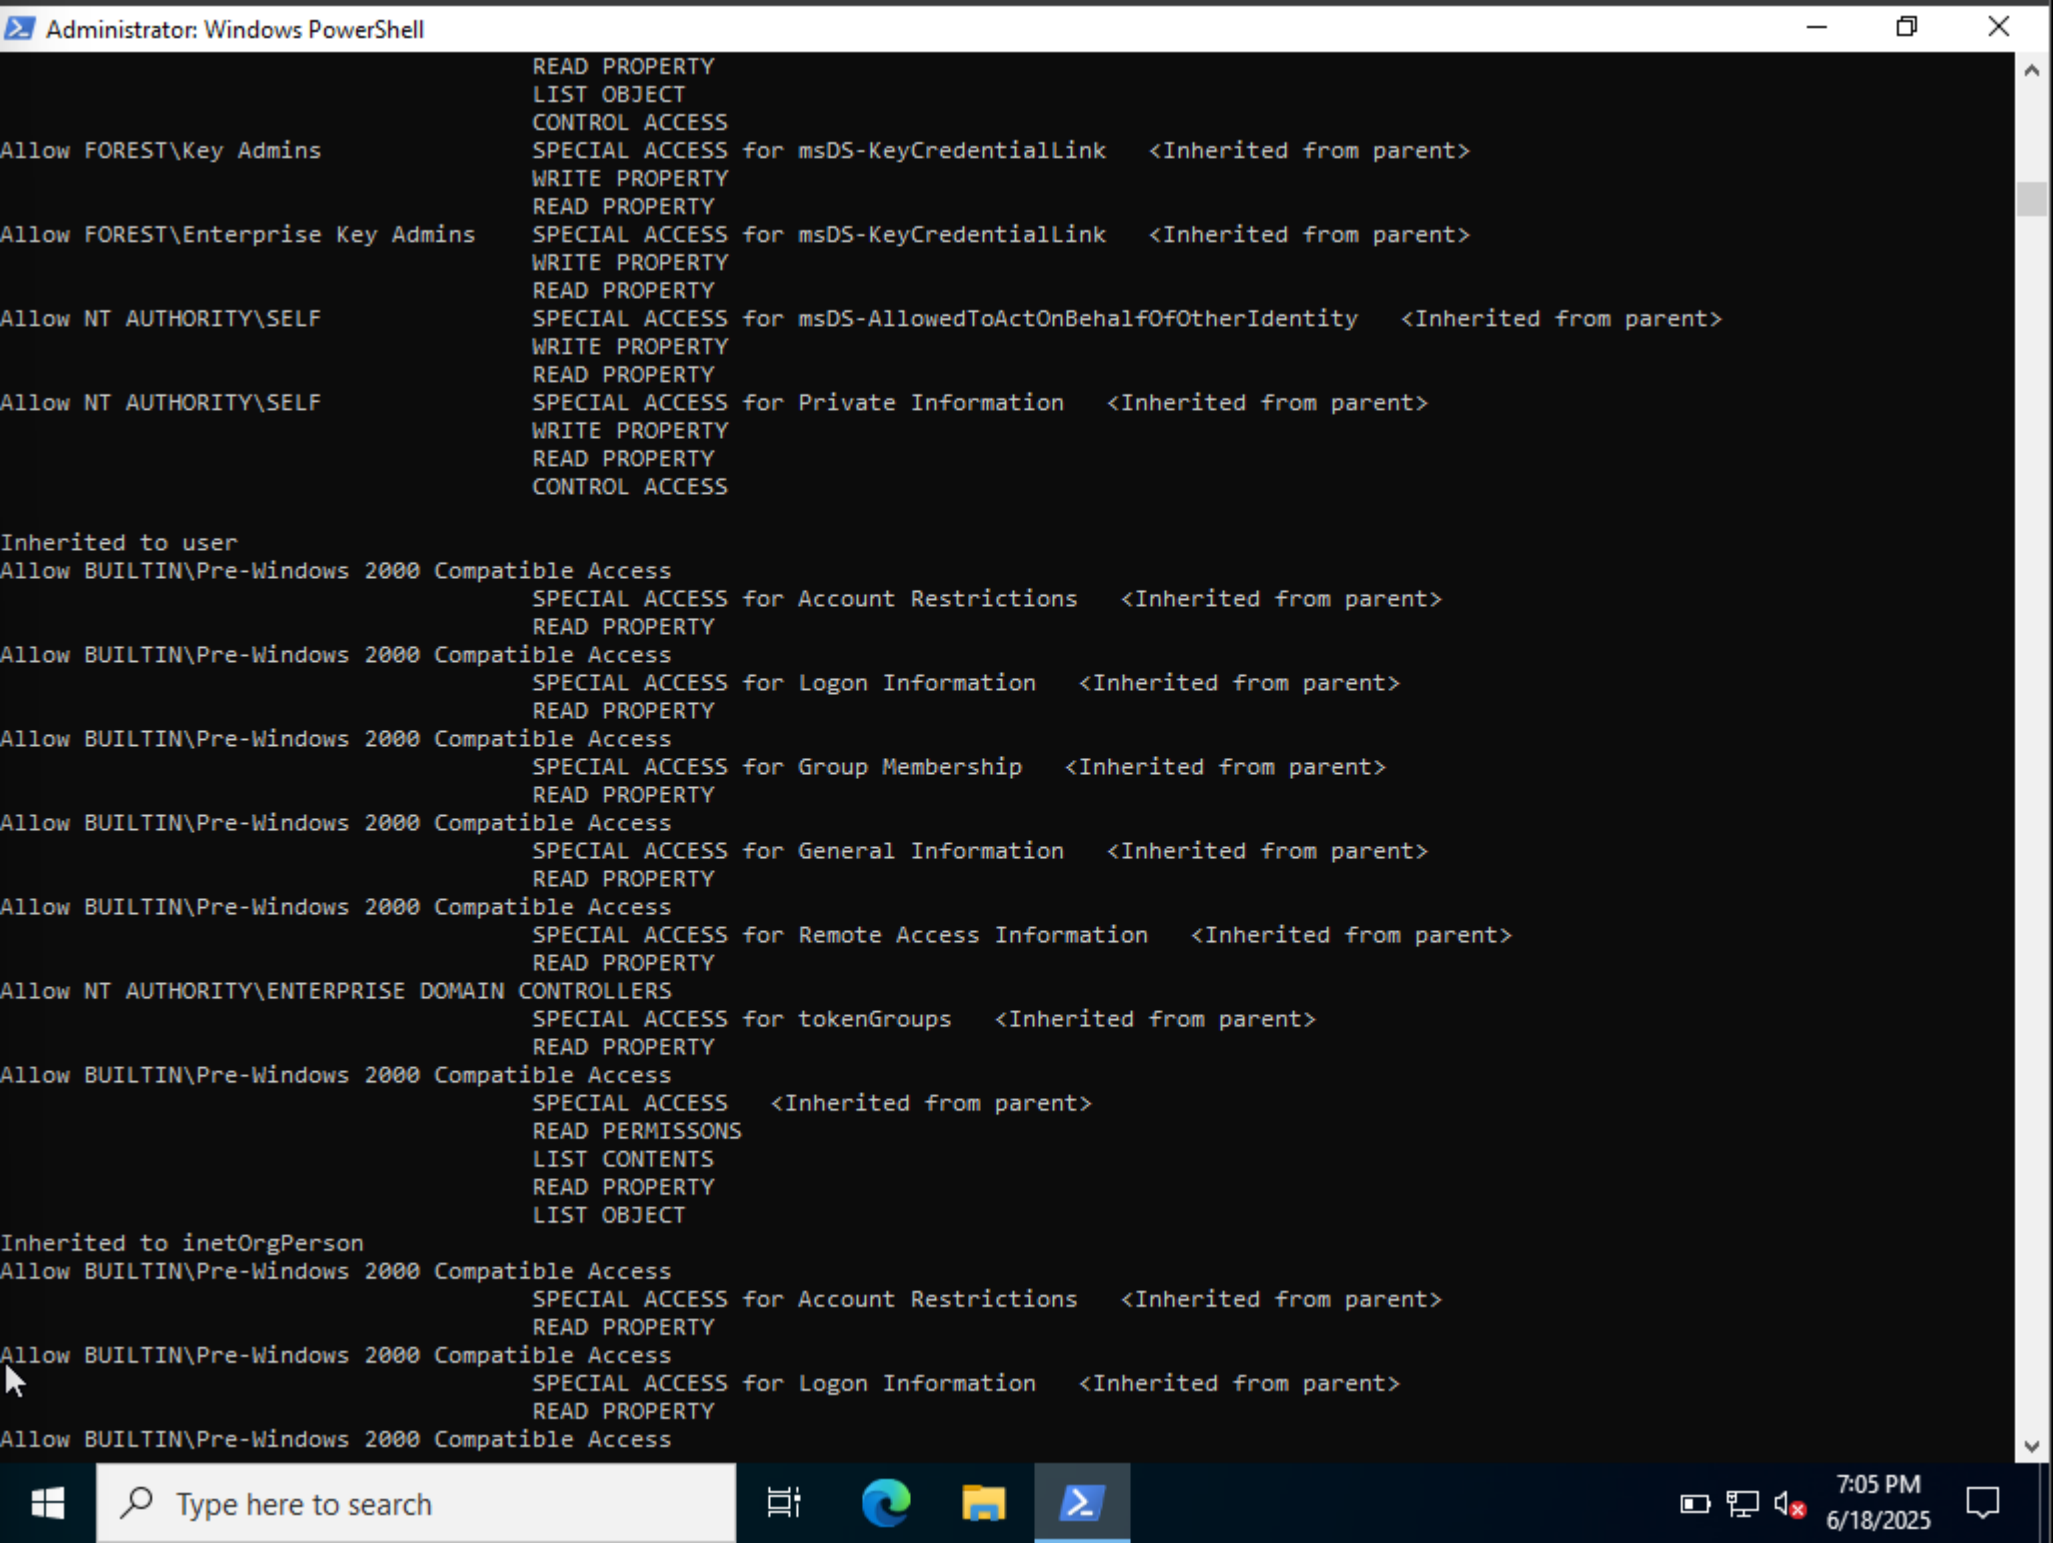 Administrator: Windows PowerShell
READ PROPERTY
LIST OBJECT
CONTROL ACCESS
Allow FOREST\Key Admins SPECIAL ACCESS for msDS-KeyCredentialLink <Inherited from parent>
WRITE PROPERTY
READ PROPERTY
Allow FOREST\Enterprise Key Admins SPECIAL ACCESS for msDS-KeyCredentialLink <Inherited from parent>
WRITE PROPERTY
READ PROPERTY
Allow NT AUTHORITY\SELF SPECIAL ACCESS for msDS-AllowedToActOnBehalfOfOtherIdentity <Inherited from parent>
WRITE PROPERTY
READ PROPERTY
Allow NT AUTHORITY\SELF SPECIAL ACCESS for Private Information <Inherited from parent>
WRITE PROPERTY
READ PROPERTY
CONTROL ACCESS
Inherited to user
Allow BUILTIN\Pre-Windows 2000 Compatible Access
SPECIAL ACCESS for Account Restrictions <Inherited from parent>
READ PROPERTY
Allow BUILTIN\Pre-Windows 2000 Compatible Access
SPECIAL ACCESS for Logon Information <Inherited from parent>
READ PROPERTY
Allow BUILTIN\Pre-Windows 2000 Compatible Access
SPECIAL ACCESS for Group Membership <Inherited from parent>
READ PROPERTY
Allow BUILTIN\Pre-Windows 2000 Compatible Access
SPECIAL ACCESS for General Information <Inherited from parent>
READ PROPERTY
Allow BUILTIN\Pre-Windows 2000 Compatible Access
SPECIAL ACCESS for Remote Access Information <Inherited from parent>
READ PROPERTY
Allow NT AUTHORITY\ENTERPRISE DOMAIN CONTROLLERS
SPECIAL ACCESS for tokenGroups <Inherited from parent>
READ PROPERTY
Allow BUILTIN\Pre-Windows 2000 Compatible Access
SPECIAL ACCESS <Inherited from parent>
READ PERMISSONS
LIST CONTENTS
READ PROPERTY
LIST OBJECT
Inherited to inetOrgPerson
Allow BUILTIN\Pre-Windows 2000 Compatible Access
SPECIAL ACCESS for Account Restrictions <Inherited from parent>
READ PROPERTY
Allow BUILTIN\Pre-Windows 2000 Compatible Access
SPECIAL ACCESS for Logon Information <Inherited from parent>
READ PROPERTY
Allow BUILTIN\Pre-Windows 2000 Compatible Access
Type here to search
7:05 PM
6/18/2025